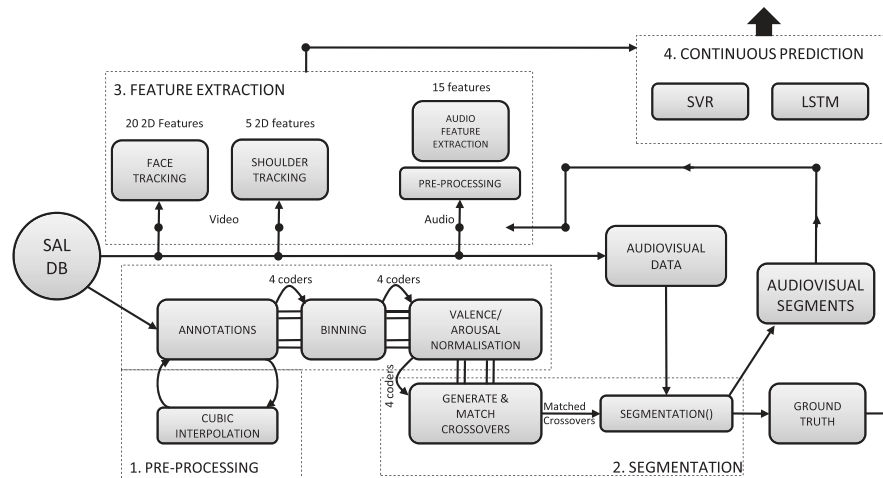 4. CONTINUOUS PREDICTION
SVR
LSTM
3. FEATURE EXTRACTION
15 features
20 2D Features
5 2D features
AUDIO
FEATURE
EXTRACTION
FACE
TRACKING
SHOULDER
TRACKING
PRE-PROCESSING
Video
Audio
SAL
DB
AUDIOVISUAL
DATA
AUDIOVISUAL
SEGMENTS
4 coders
4 coders
ANNOTATIONS
BINNING
VALENCE/
AROUSAL
NORMALISATION
4 coders
CUBIC
INTERPOLATION
GENERATE &
MATCH
CROSSOVERS
Matched
Crossovers
SEGMENTATION()
GROUND
TRUTH
1. PRE-PROCESSING
2. SEGMENTATION